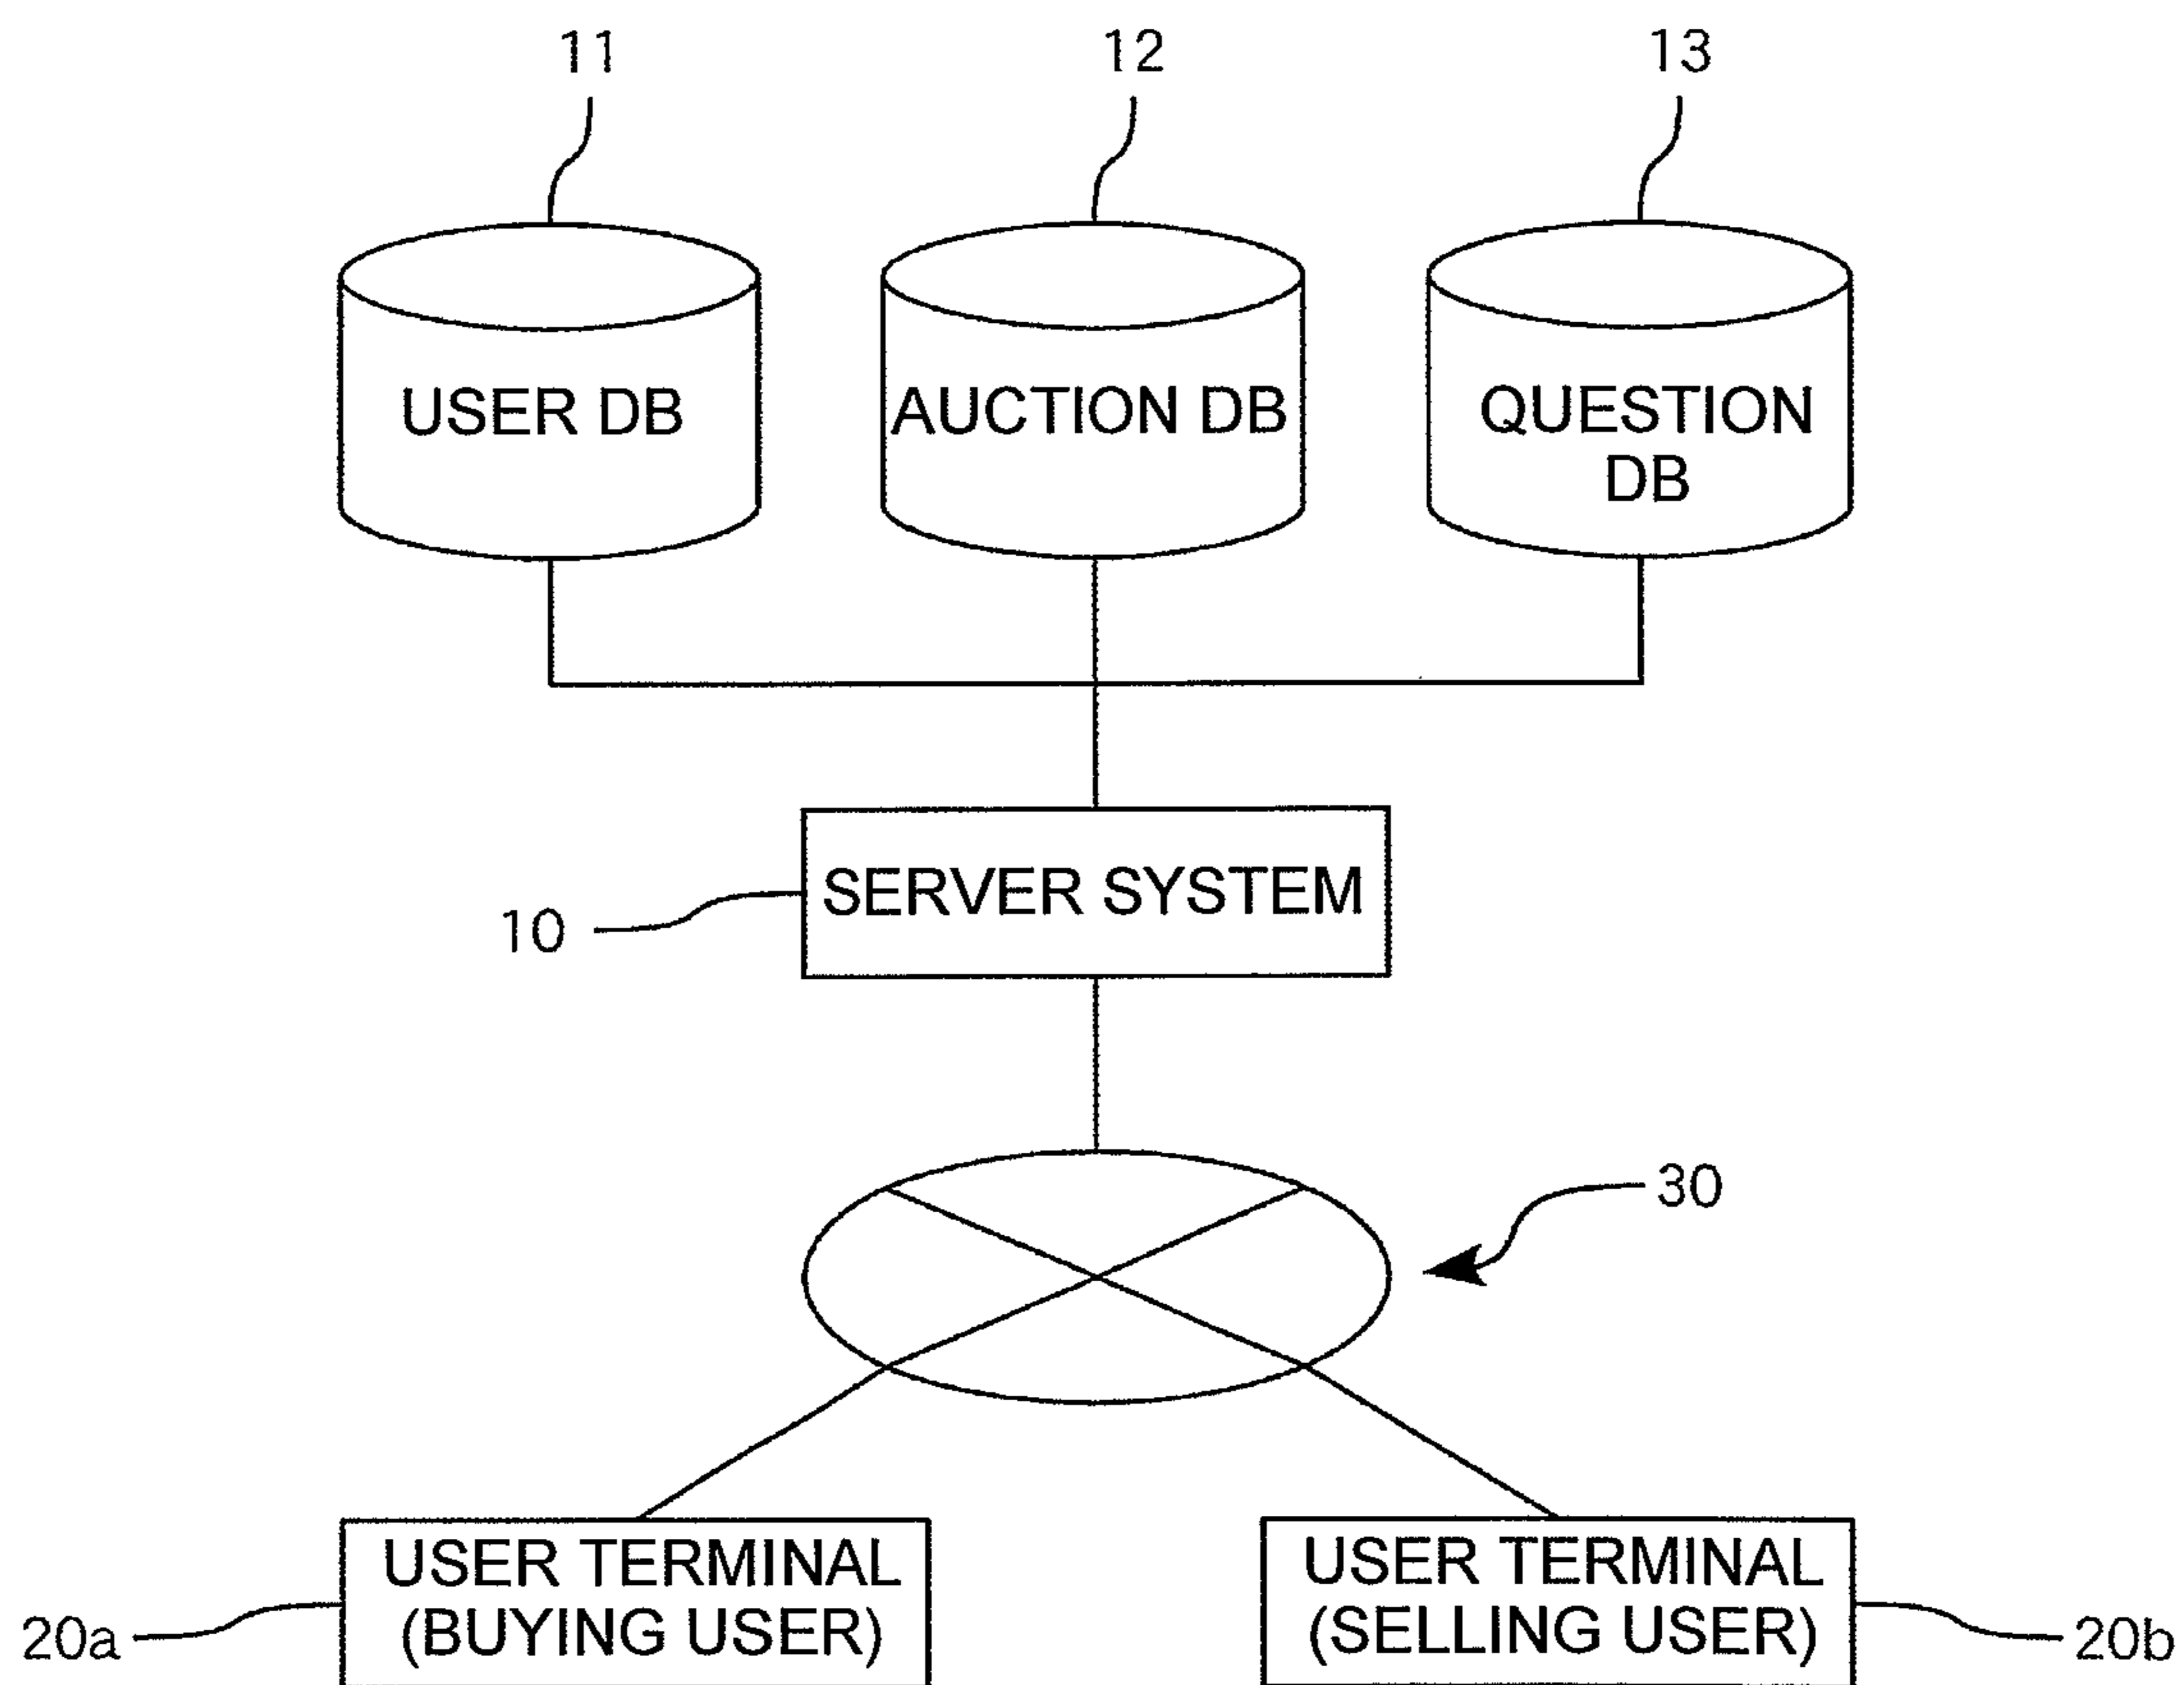 11
12
13
USER DB
AUCTION DB
QUESTION
DB
SERVER SYSTEM
10
30
USER TERMINAL
(BUYING USER)
20a
USER TERMINAL
(SELLING USER)
20b